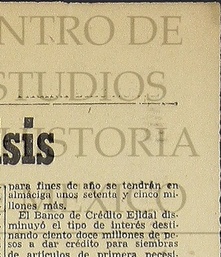 NTRO DE
STUDIOS
ISTORIA
sis
para fines de año se tendrán en
almáciga unos setenta y cinco mi-
llones más.
El Banco de Crédito Ejidal dis-
minuyó el tipo de interés desti-
nando ciento doce millones de pe-
sos a dar crédito para siembras
de artículos de primera necesi-